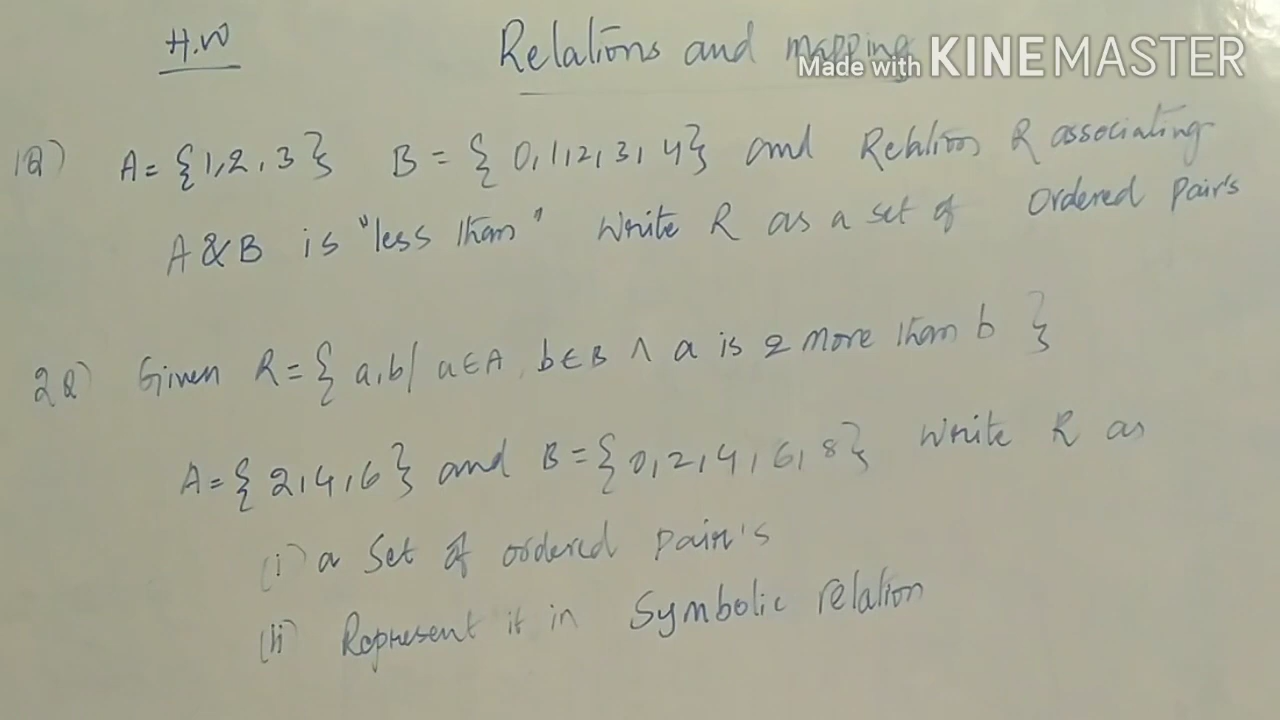 H.W Relations and mapping
Made with KINEMASTER
1Q) A = {1,2,3} B = { 0,1,2,3,4} and Relation R associating
A & B is "less than" Write R as a set of Ordered Pair's
2Q) Given R = { a,b / a∈A, b∈B ∧ a is 2 more than b }
A = { 2,4,6 } and B = { 0,2,4,6,8 } Write R as
(i) a Set of ordered pair's
(ii) Represent it in Symbolic relation